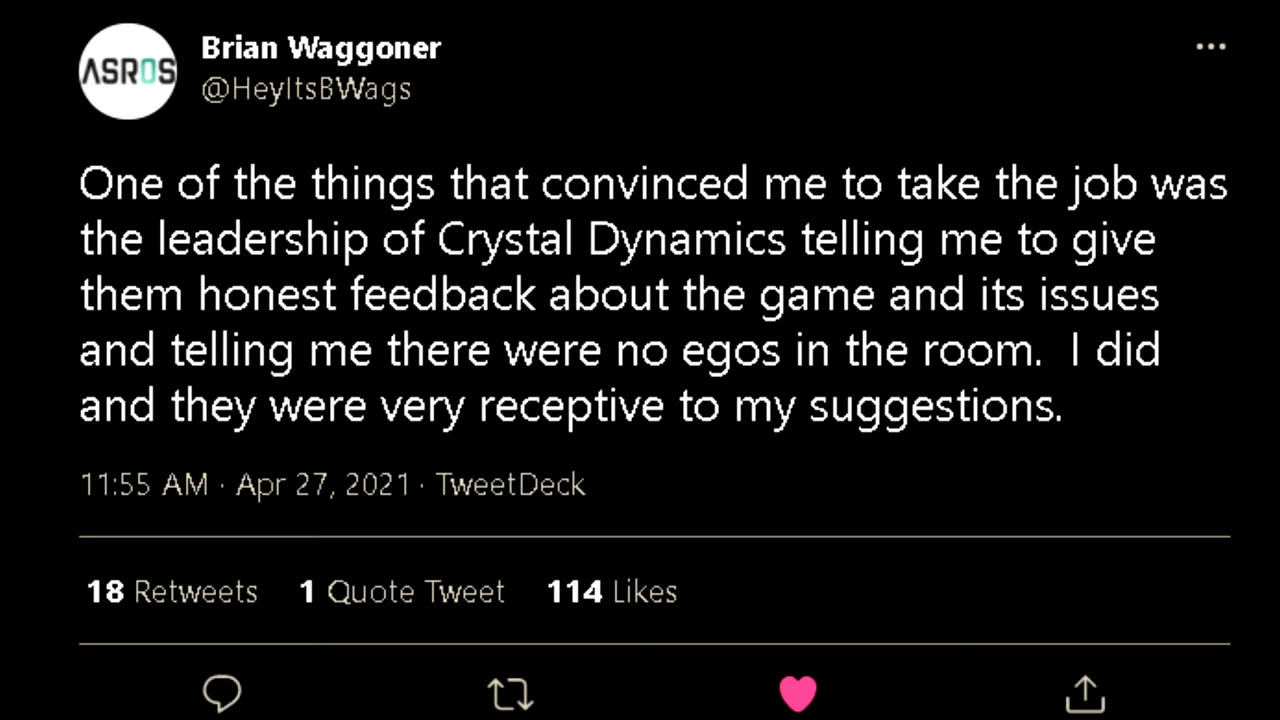 ASROS
Brian Waggoner
@HeyItsBWags
One of the things that convinced me to take the job was
the leadership of Crystal Dynamics telling me to give
them honest feedback about the game and its issues
and telling me there were no egos in the room.  I did
and they were very receptive to my suggestions.
11:55 AM · Apr 27, 2021 · TweetDeck
18 Retweets 1 Quote Tweet 114 Likes